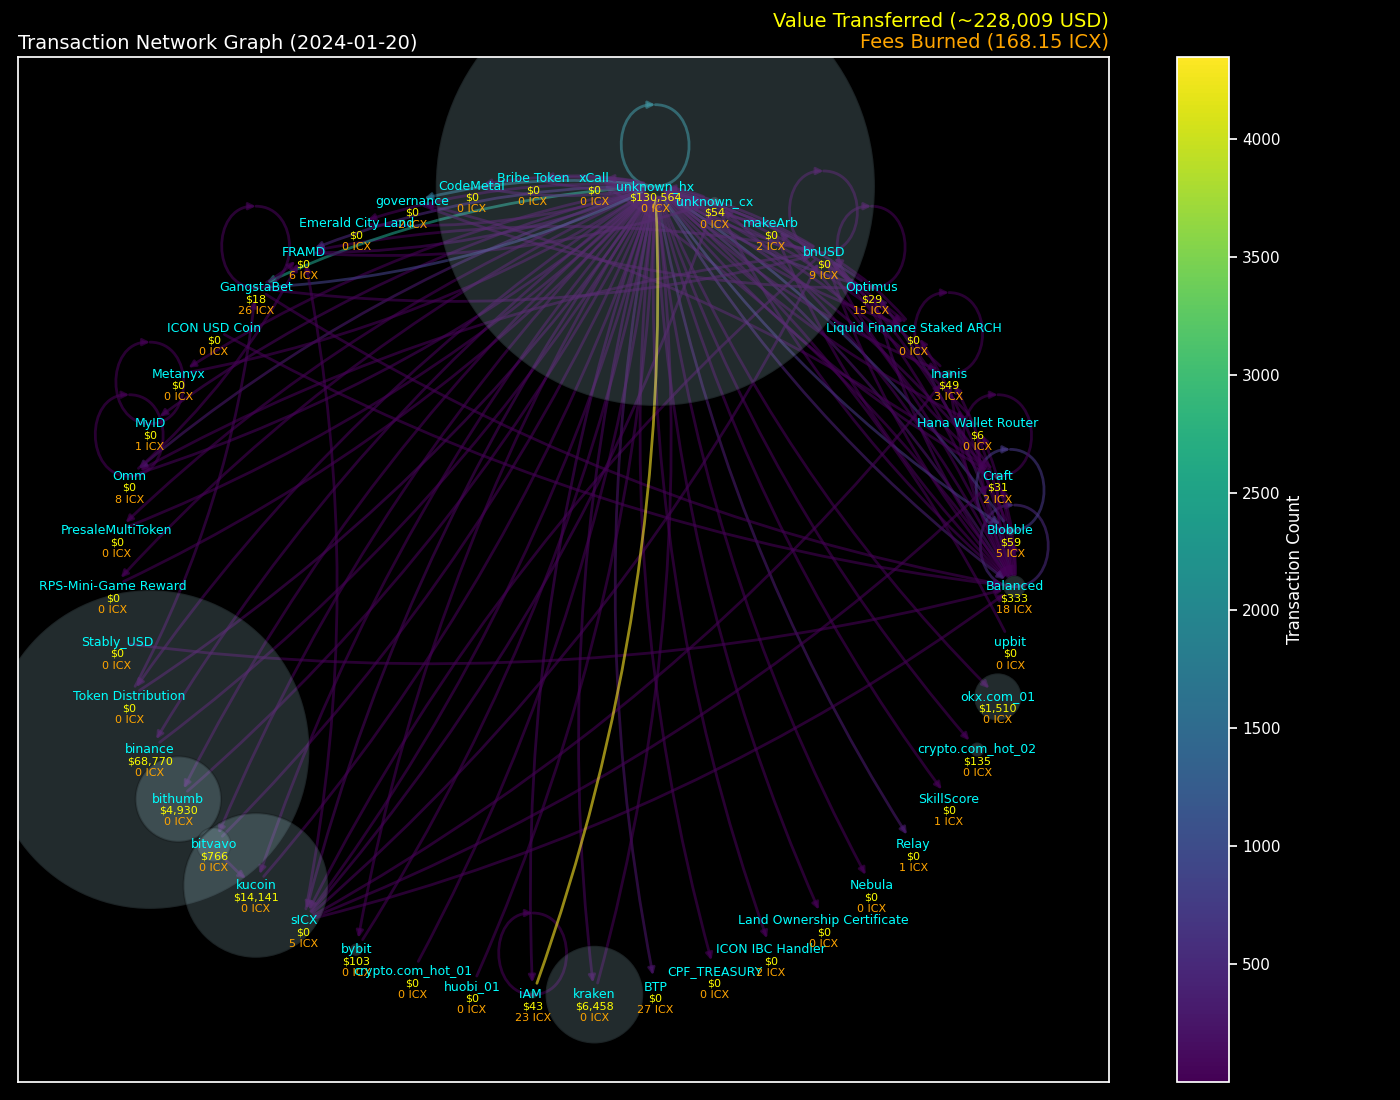 Value Transferred (~228,009 USD)
Transaction Network Graph (2024-01-20)
Fees Burned (168.15 ICX)
Bribe Token
$0
0 ICX
xCall
$0
0 ICX
unknown_hx
$130,564
0 ICX
CodeMetal
$0
0 ICX
governance
$0
2 ICX
unknown_cx
$54
0 ICX
Emerald City Land
$0
0 ICX
makeArb
$0
2 ICX
FRAMD
$0
6 ICX
bnUSD
$0
9 ICX
GangstaBet
$18
26 ICX
Optimus
$29
15 ICX
ICON USD Coin
$0
0 ICX
Liquid Finance Staked ARCH
$0
0 ICX
Metanyx
$0
0 ICX
Inanis
$49
3 ICX
MyID
$0
1 ICX
Hana Wallet Router
$6
0 ICX
Omm
$0
8 ICX
Craft
$31
2 ICX
PresaleMultiToken
$0
0 ICX
Blobble
$59
5 ICX
RPS-Mini-Game Reward
$0
0 ICX
Balanced
$333
18 ICX
Stably_USD
$0
0 ICX
upbit
$0
0 ICX
Token Distribution
$0
0 ICX
okx.com_01
$1,510
0 ICX
binance
$68,770
0 ICX
crypto.com_hot_02
$135
0 ICX
bithumb
$4,930
0 ICX
SkillScore
$0
1 ICX
bitvavo
$766
0 ICX
Relay
$0
1 ICX
kucoin
$14,141
0 ICX
Nebula
$0
0 ICX
sICX
$0
5 ICX
Land Ownership Certificate
$0
0 ICX
bybit
$103
0 ICX
ICON IBC Handler
$0
ICX
crypto.com_hot_01
$0
0 ICX
CPF_TREASURY
$0
0 ICX
huobi_01
$0
0 ICX
iAM
$43
23 ICX
kraken
$6,458
0 ICX
BTP
$0
27 ICX
4000
3500
3000
2500
2000
1500
1000
500
Transaction Count